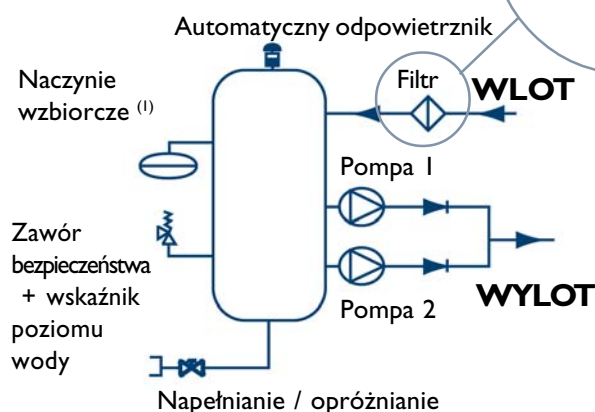 Automatyczny odpowietrznik
Naczynie
wzbiorcze (1)
Filtr
WLOT
Pompa 1
Zawór
bezpieczeństwa
+ wskaźnik
poziomu
wody
Pompa 2
WYLOT
Napełnianie / opróżnianie